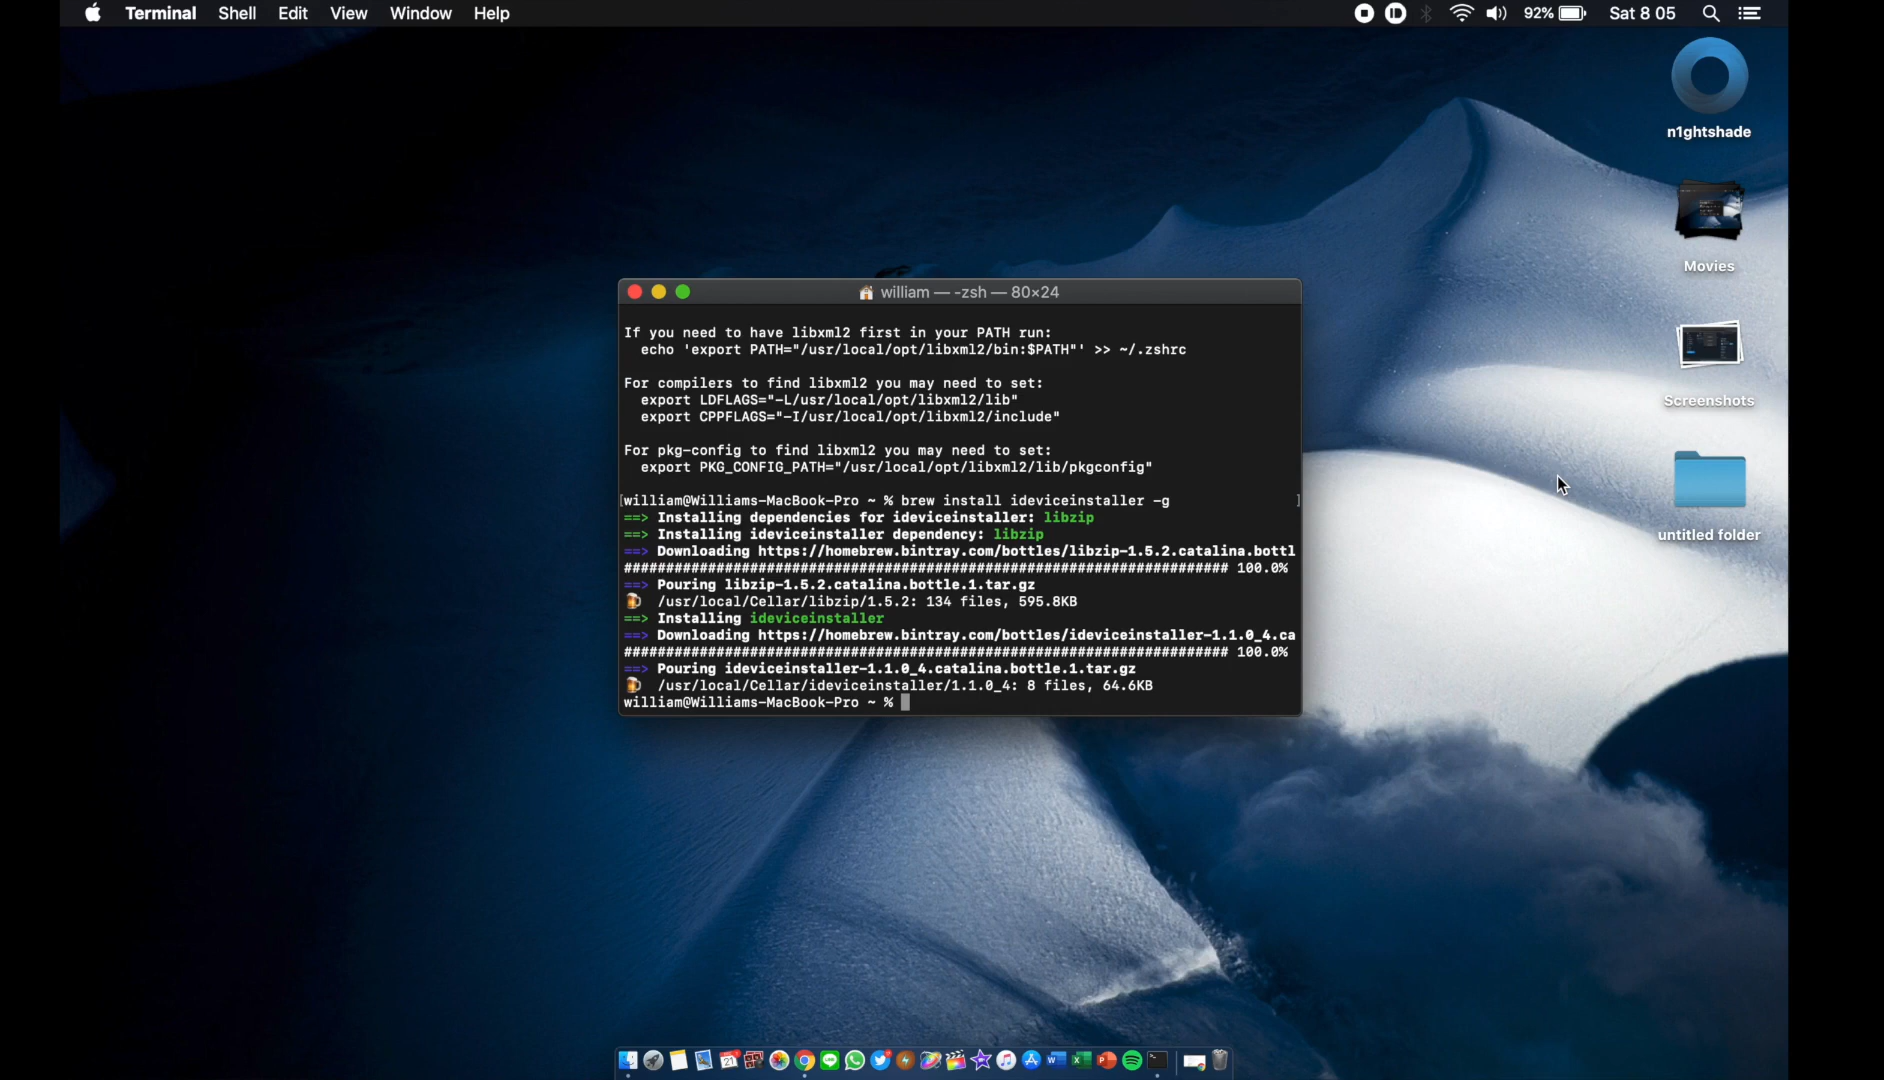 Terminal Shell Edit View Window Help 92% Sat 8 05
n1ghtshade
Movies
Screenshots
untitled folder
william — -zsh — 80×24
If you need to have libxml2 first in your PATH run:
echo 'export PATH="/usr/local/opt/libxml2/bin:$PATH"' >> ~/.zshrc
For compilers to find libxml2 you may need to set:
export LDFLAGS="-L/usr/local/opt/libxml2/lib"
export CPPFLAGS="-I/usr/local/opt/libxml2/include"
For pkg-config to find libxml2 you may need to set:
export PKG_CONFIG_PATH="/usr/local/opt/libxml2/lib/pkgconfig"
[william@Williams-MacBook-Pro ~ % brew install ideviceinstaller -g ]
==> Installing dependencies for ideviceinstaller: libzip
==> Installing ideviceinstaller dependency: libzip
==> Downloading https://homebrew.bintray.com/bottles/libzip-1.5.2.catalina.bottl
######################################################################## 100.0%
==> Pouring libzip-1.5.2.catalina.bottle.1.tar.gz
🍺 /usr/local/Cellar/libzip/1.5.2: 134 files, 595.8KB
==> Installing ideviceinstaller
==> Downloading https://homebrew.bintray.com/bottles/ideviceinstaller-1.1.0_4.ca
######################################################################## 100.0%
==> Pouring ideviceinstaller-1.1.0_4.catalina.bottle.1.tar.gz
🍺 /usr/local/Cellar/ideviceinstaller/1.1.0_4: 8 files, 64.6KB
william@Williams-MacBook-Pro ~ %
21